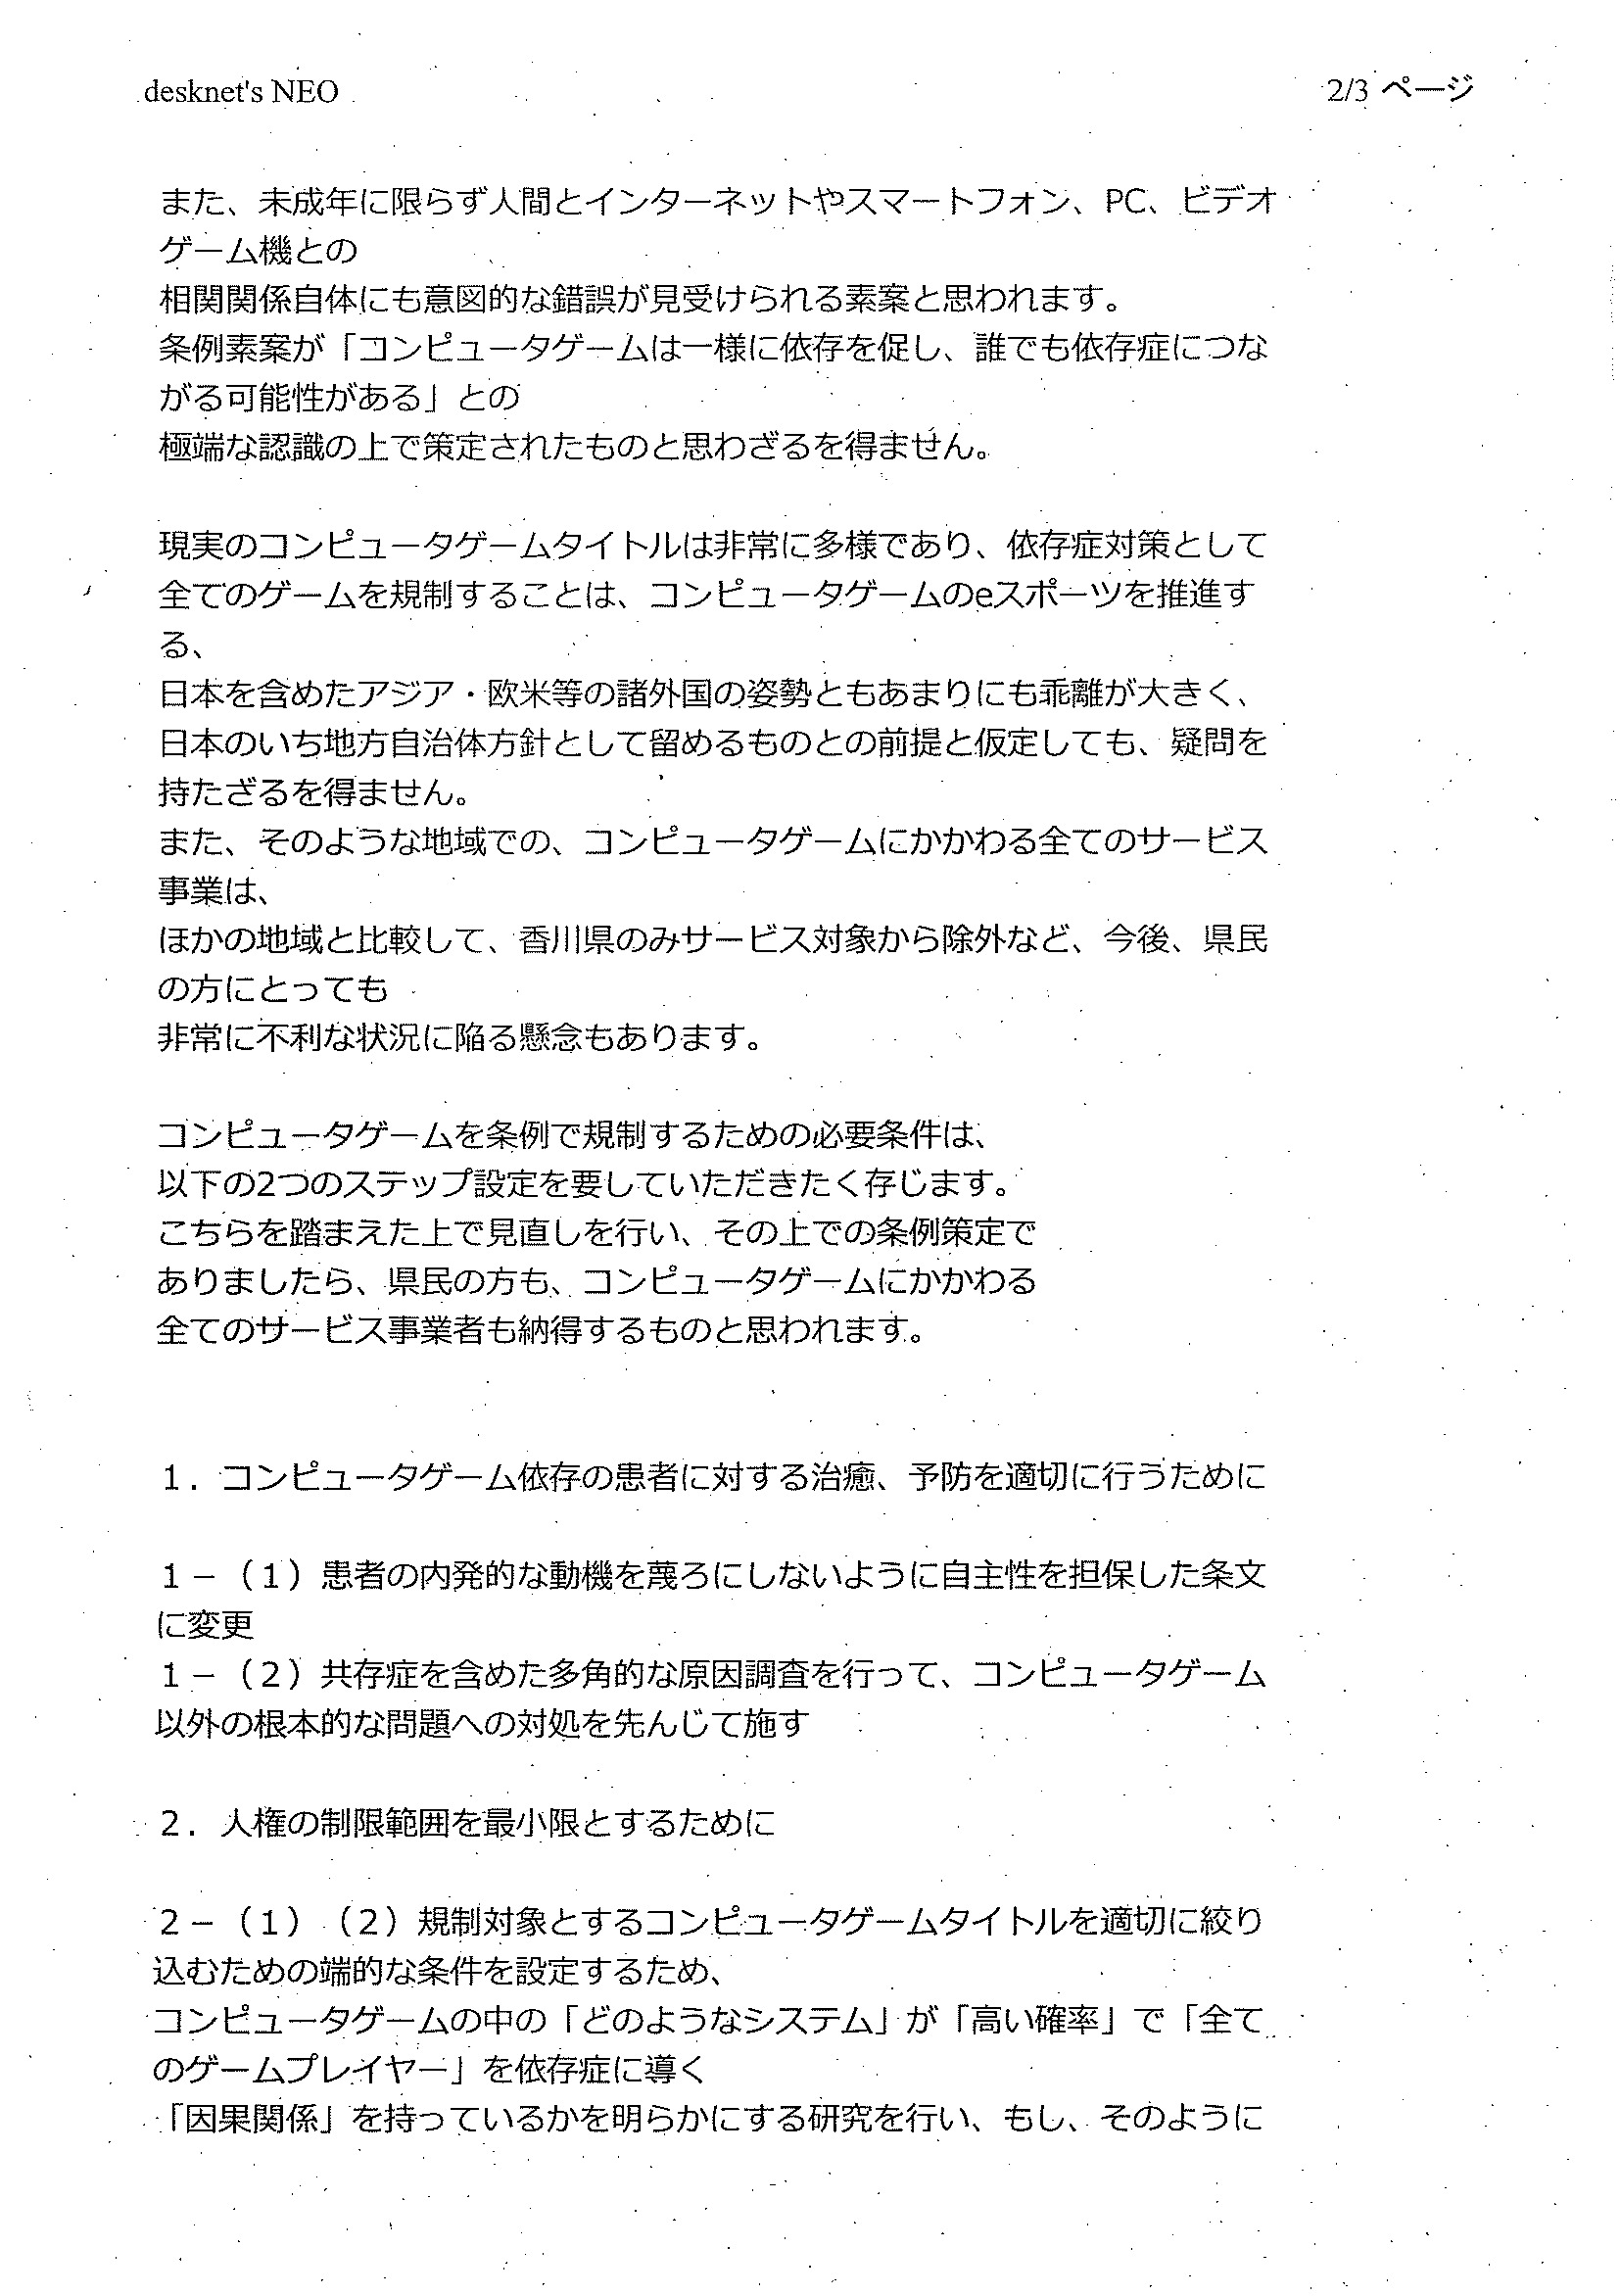 desknet's NEO
2/3 ページ
また、未成年に限らず人間とインターネットやスマートフォン、PC、ビデオ
ゲーム機との
相関関係自体にも意図的な錯誤が見受けられる素案と思われます。
条例素案が「コンピュータゲームは一様に依存を促し、誰でも依存症につな
がる可能性がある」との
極端な認識の上で策定されたものと思わざるを得ません。
現実のコンピュータゲームタイトルは非常に多様であり、依存症対策として
全てのゲームを規制することは、コンピュータゲームのeスポーツを推進す
る、
日本を含めたアジア・欧米等の諸外国の姿勢ともあまりにも乖離が大きく、
日本のいち地方自治体方針として留めるものとの前提と仮定しても、疑問を
持たざるを得ません。
また、そのような地域での、コンピュータゲームにかかわる全てのサービス
事業は、
ほかの地域と比較して、香川県のみサービス対象から除外など、今後、県民
の方にとっても
非常に不利な状況に陥る懸念もあります。
コンピュータゲームを条例で規制するための必要条件は、
以下の2つのステップ設定を要していただきたく存じます。
こちらを踏まえた上で見直しを行い、その上での条例策定で
ありましたら、県民の方も、コンピュータゲームにかかわる
全てのサービス事業者も納得するものと思われます。
１．コンピュータゲーム依存の患者に対する治癒、予防を適切に行うために
１－（１）患者の内発的な動機を蔑ろにしないように自主性を担保した条文
に変更
１－（２）共存症を含めた多角的な原因調査を行って、コンピュータゲーム
以外の根本的な問題への対処を先んじて施す
２．人権の制限範囲を最小限とするために
２－（１）（２）規制対象とするコンピュータゲームタイトルを適切に絞り
込むための端的な条件を設定するため、
コンピュータゲームの中の「どのようなシステム」が「高い確率」で「全て
のゲームプレイヤー」を依存症に導く
「因果関係」を持っているかを明らかにする研究を行い、もし、そのように